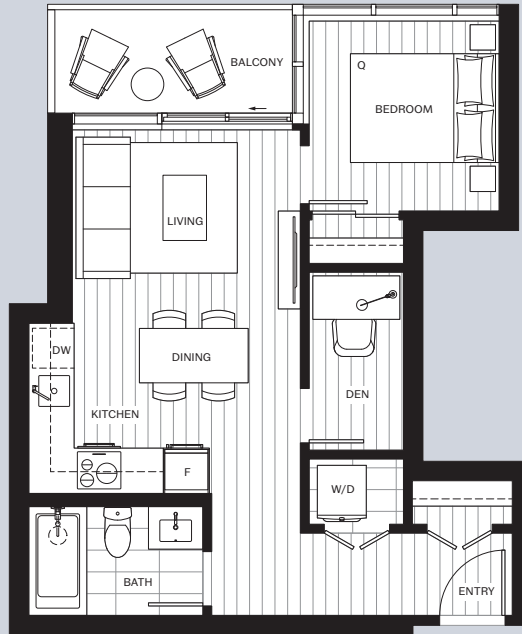 BALCONY
Q
BEDROOM
LIVING
DW
DINING
DEN
KITCHEN
F
W/D
BATH
ENTRY